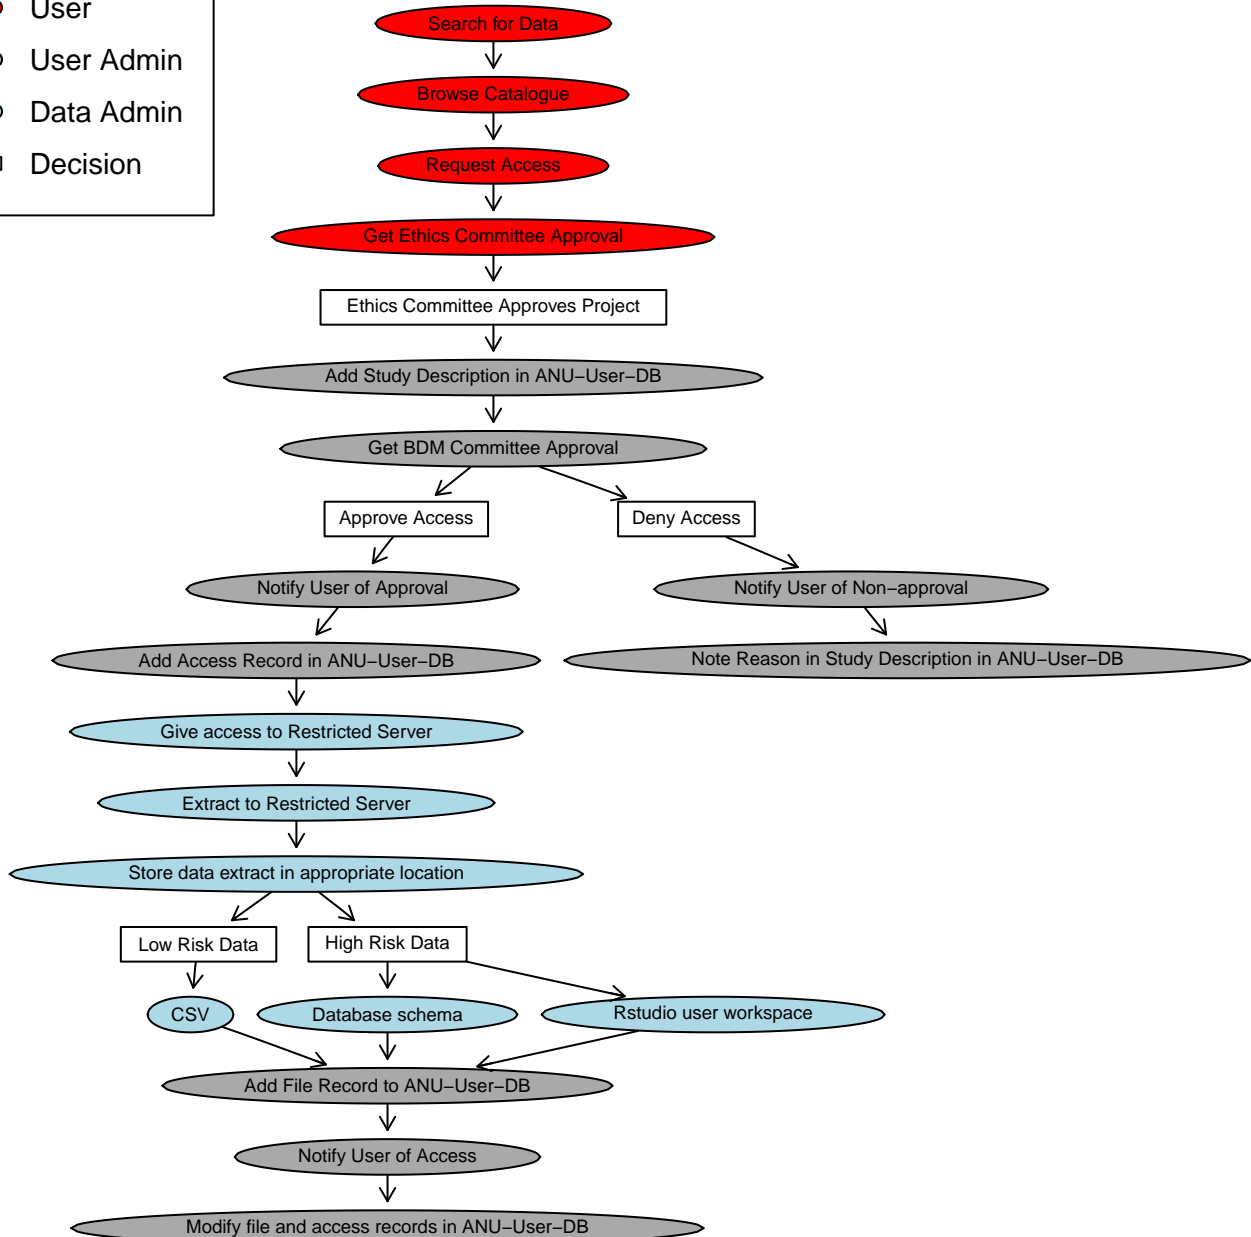 User
User Admin
Data Admin
Decision
Search for Data
Browse Catalogue
Request Access
Get Ethics Committee Approval
Ethics Committee Approves Project
Add Study Description in ANU−User−DB
Get BDM Committee Approval
Approve Access
Deny Access
Notify User of Approval
Notify User of Non−approval
Add Access Record in ANU−User−DB
Note Reason in Study Description in ANU−User−DB
Give access to Restricted Server
Extract to Restricted Server
Store data extract in appropriate location
Low Risk Data
High Risk Data
CSV
Database schema
Rstudio user workspace
Add File Record to ANU−User−DB
Notify User of Access
Modify file and access records in ANU−User−DB